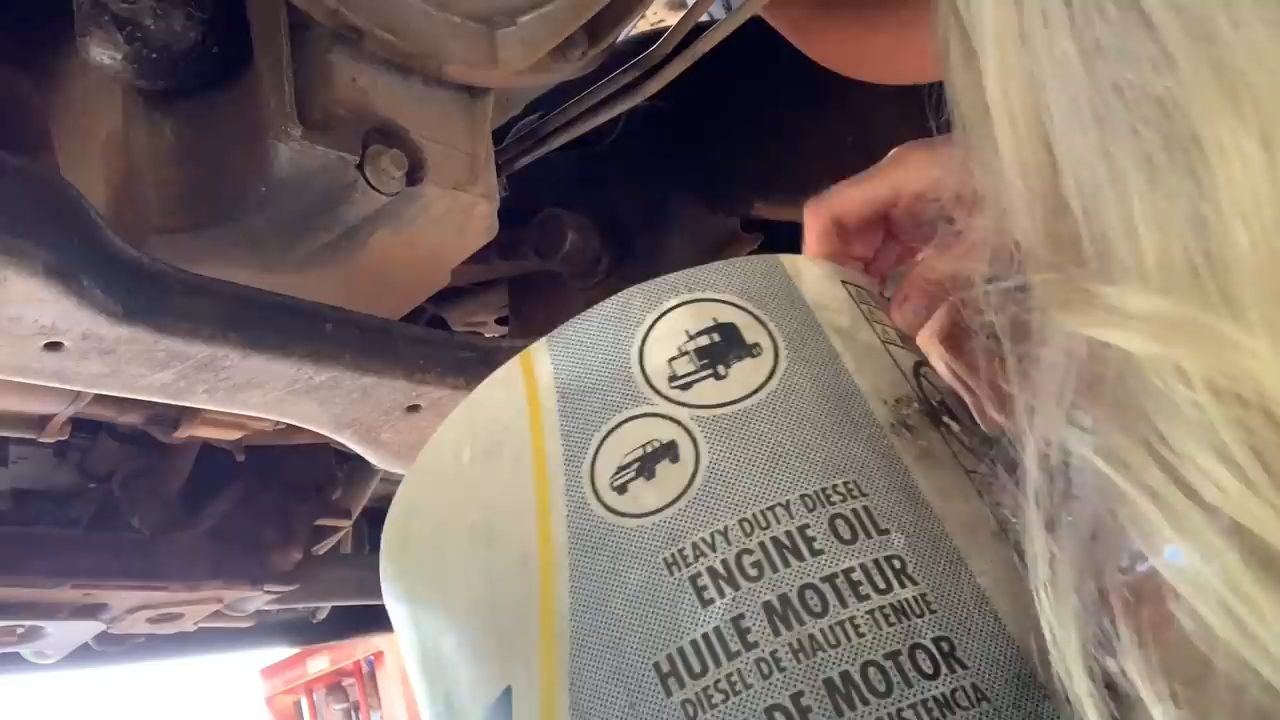 HEAVY DUTY DIESEL
ENGINE OIL
HUILE MOTEUR
DIESEL DE HAUTE TENUE
DE MOTOR